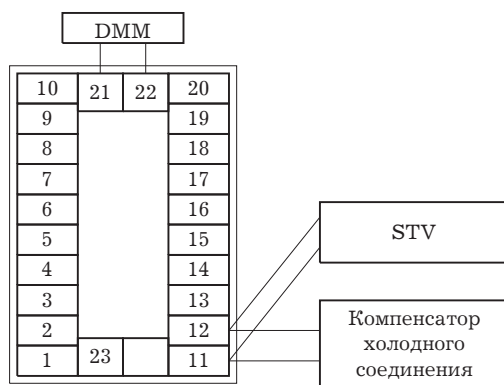 DMM
10 21 22 20
9 19
8 18
7 17
6 16
5 15
4 14
3 13
2 12
1 23 11
STV
Компенсатор
холодного
соединения